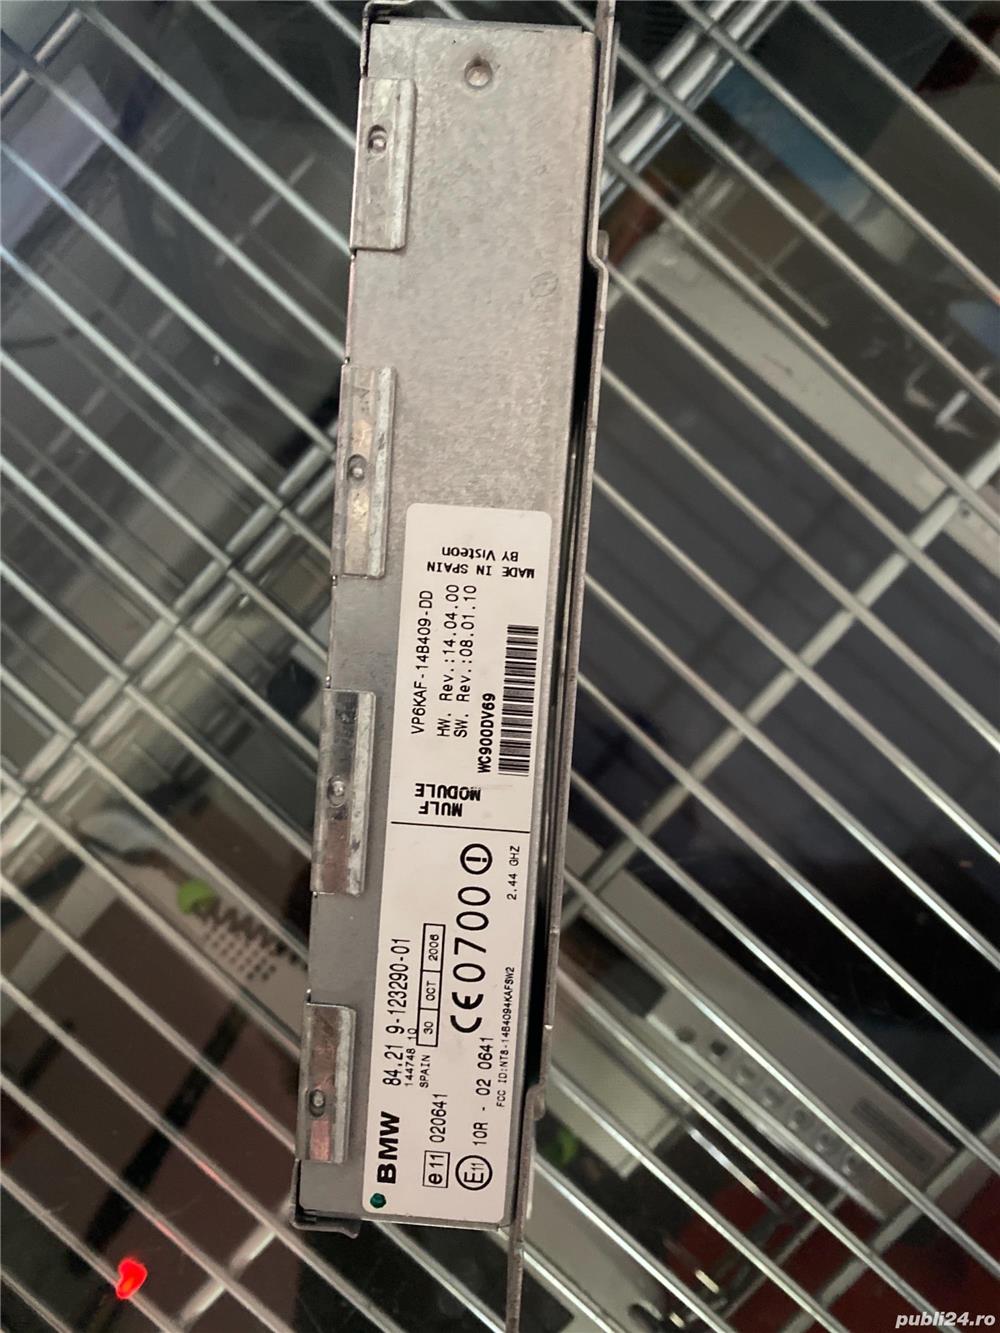 BMW 84.21 9-123290-01
144748 10
SPAIN 30 OCT 2006
e11 020641
CE0700
E11 10R - 02 0641
FCC ID:NT8-14B4094KAFSW2
2.44 GHZ
MULF
MODULE
VP6KAF-14B409-DD
HW. Rev.:14.04.00
SW. Rev.:08.01.10
WC900DV69
MADE IN SPAIN
BY Visteon
publi24.ro